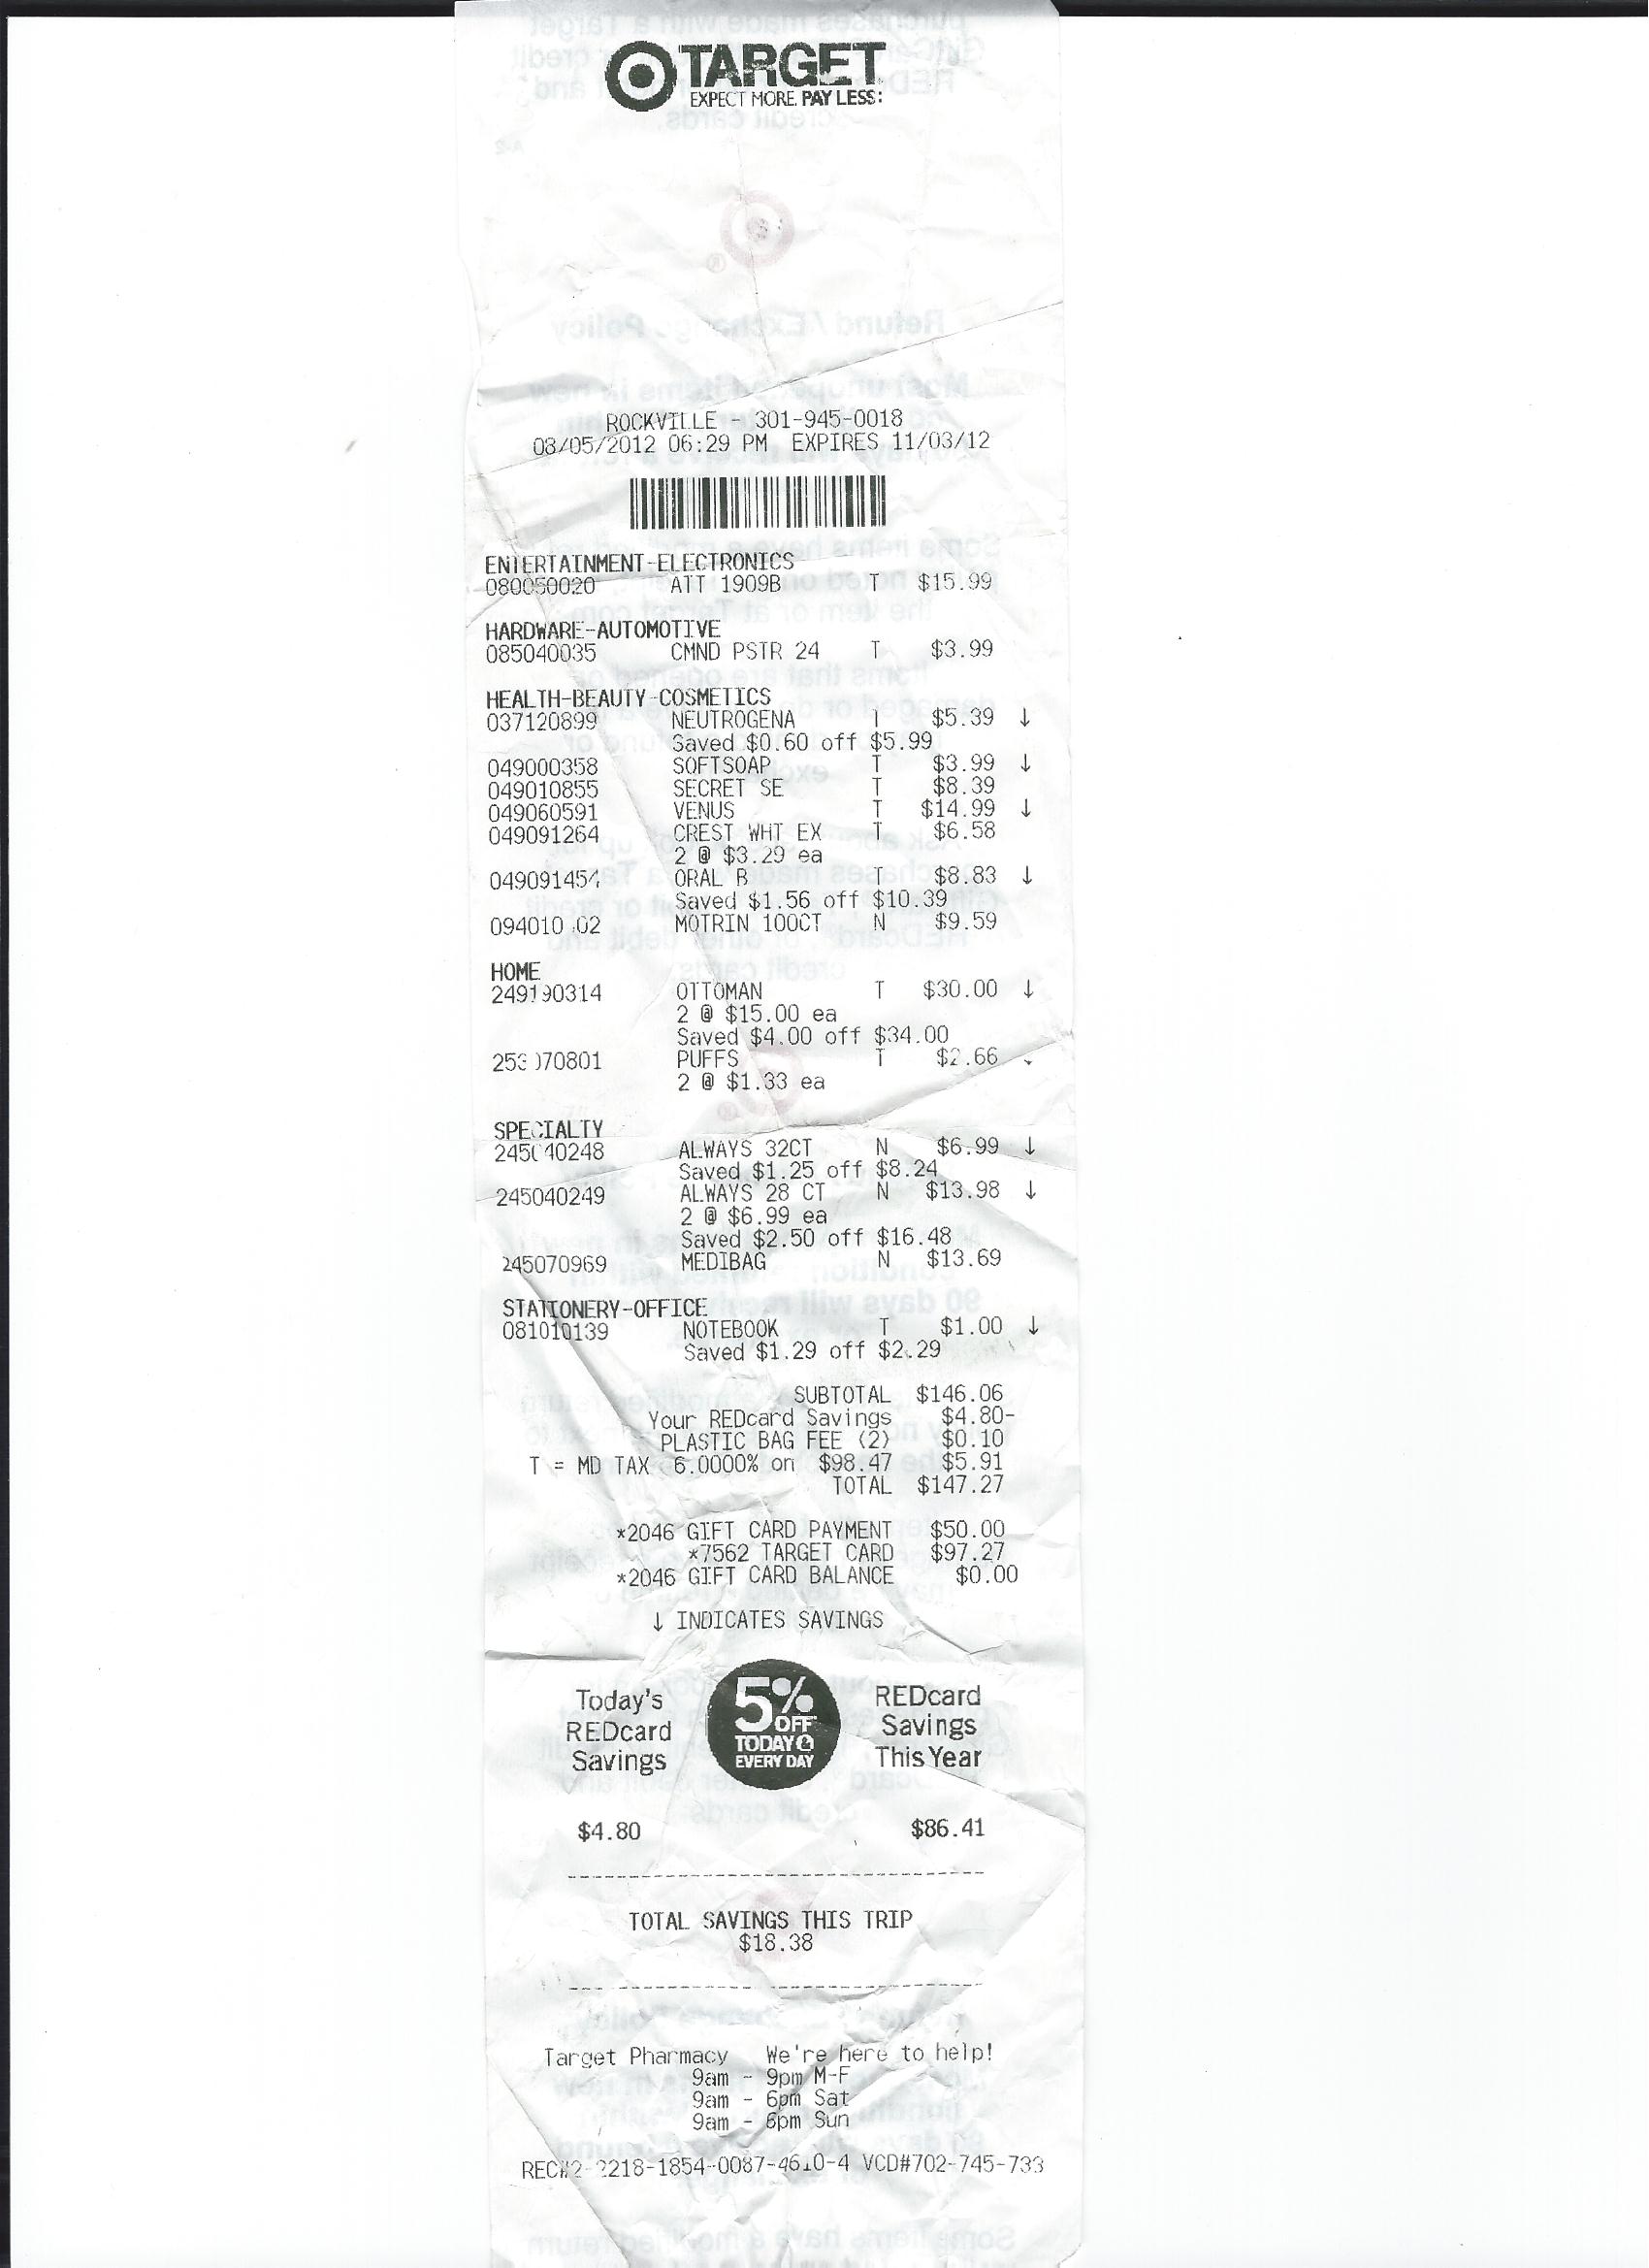 TARGET
EXPECT MORE. PAY LESS.
ROCKVILLE - 301-945-0018
08/05/2012 06:29 PM EXPIRES 11/03/12
ENTERTAINMENT-ELECTRONICS
080050020 ATT 1909B T $15.99
HARDWARE-AUTOMOTIVE
085040035 CMND PSTR 24 T $3.99
HEALTH-BEAUTY-COSMETICS
037120899 NEUTROGENA T $5.39 ↓
Saved $0.60 off $5.99
049000358 SOFTSOAP T $3.99 ↓
049010855 SECRET SE T $8.39
049060591 VENUS T $14.99 ↓
049091264 CREST WHT EX T $6.58
2 @ $3.29 ea
049091454 ORAL B T $8.83 ↓
Saved $1.56 off $10.39
MOTRIN 100CT N $9.59
HOME
249190314 OTTOMAN T $30.00 ↓
2 @ $15.00 ea
Saved $4.00 off $34.00
PUFFS T $2.66
2 @ $1.33 ea
SPECIALTY
245040248 ALWAYS 32CT N $6.99 ↓
Saved $1.25 off $8.24
245040249 ALWAYS 28 CT N $13.98 ↓
2 @ $6.99 ea
Saved $2.50 off $16.48
245070969 MEDIBAG N $13.69
STATIONERY-OFFICE
081010139 NOTEBOOK T $1.00 ↓
Saved $1.29 off $2.29
SUBTOTAL $146.06
Your REDcard Savings $4.80-
PLASTIC BAG FEE (2) $0.10
T = MD TAX 6.0000% on $98.47 $5.91
TOTAL $147.27
*2046 GIFT CARD PAYMENT $50.00
*7562 TARGET CARD $97.27
*2046 GIFT CARD BALANCE $0.00
↓ INDICATES SAVINGS
Today's REDcard Savings
5% OFF TODAY & EVERY DAY
REDcard Savings This Year
$4.80 $86.41
TOTAL SAVINGS THIS TRIP
$18.38
Target Pharmacy We're here to help!
9am - 9pm M-F
9am - 6pm Sat
9am - 6pm Sun
VCD#702-745-733